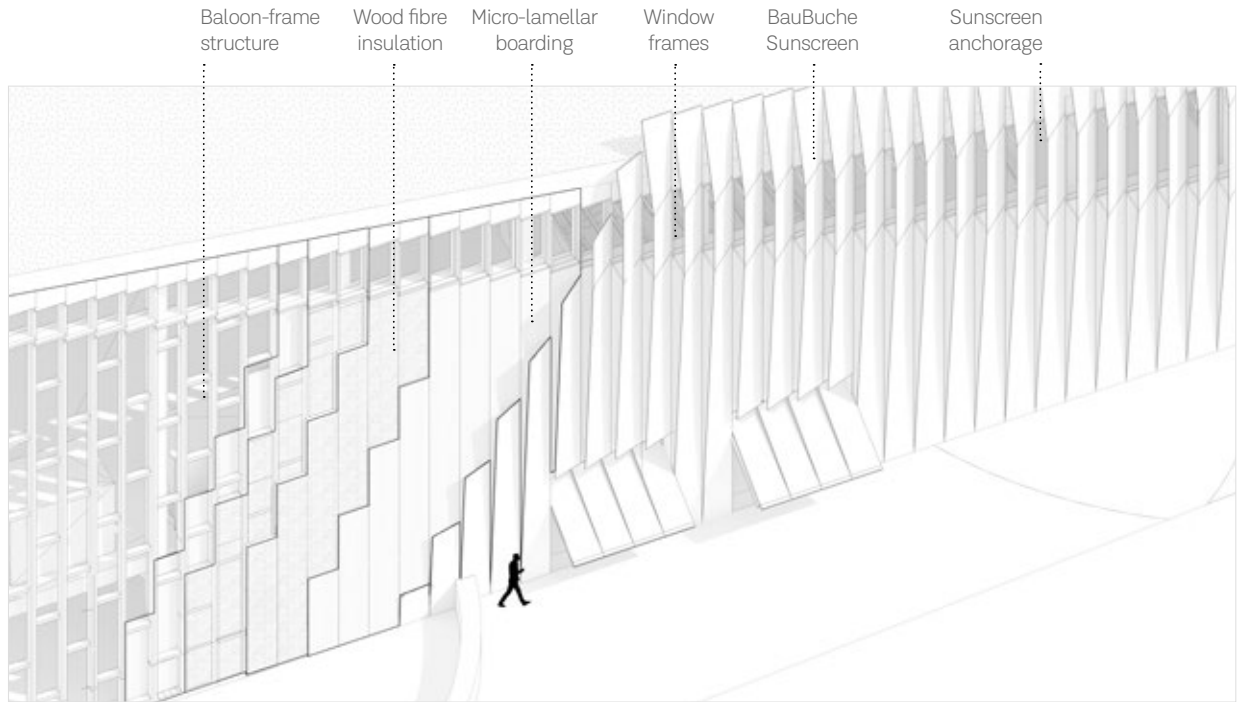 Baloon-frame
structure
Wood fibre
insulation
Micro-lamellar
boarding
Window
frames
BauBuche
Sunscreen
Sunscreen
anchorage